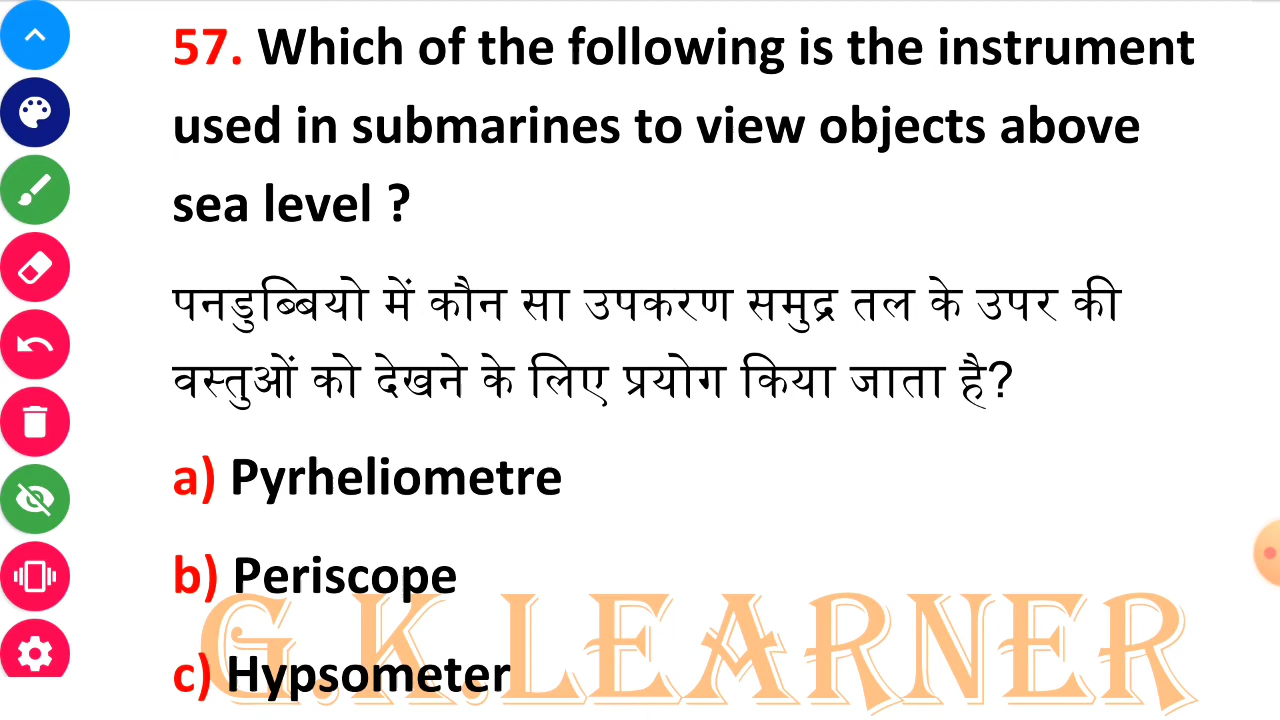 57. Which of the following is the instrument
used in submarines to view objects above
sea level ?
पनडुब्बियो में कौन सा उपकरण समुद्र तल के उपर की
वस्तुओं को देखने के लिए प्रयोग किया जाता है?
a) Pyrheliometre
b) Periscope
c) Hypsometer
G.K.LEARNER